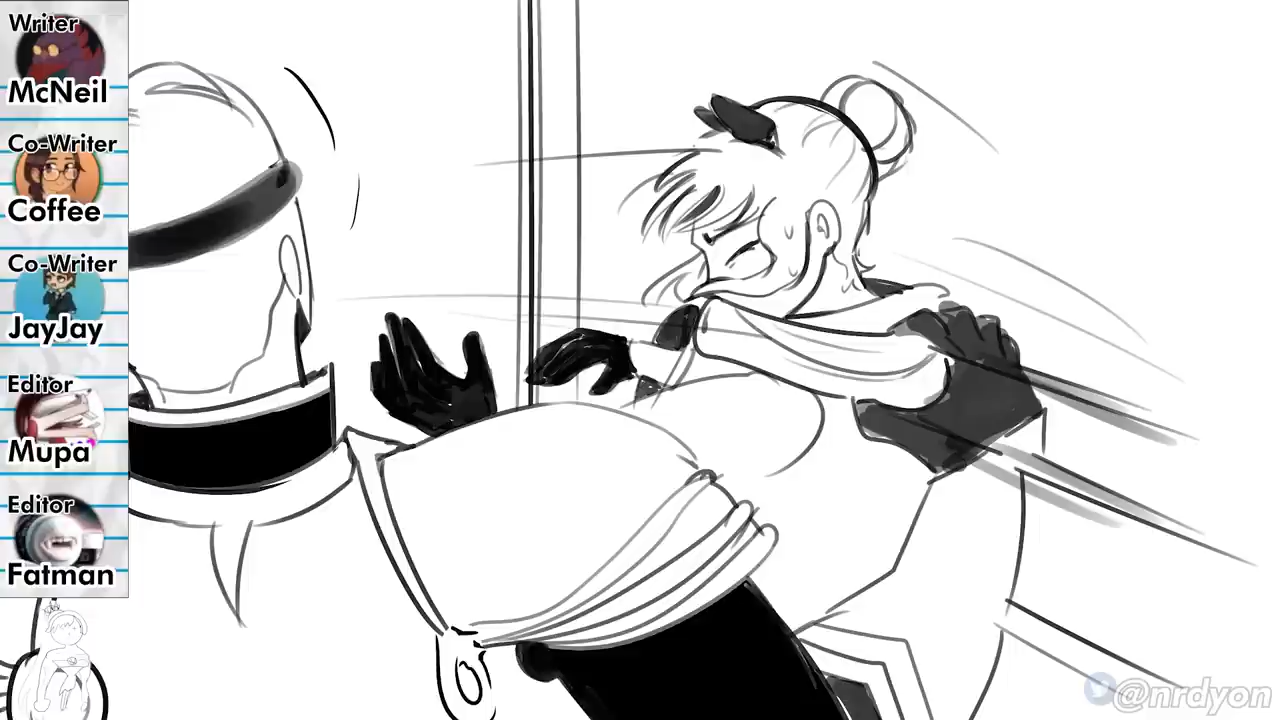 Writer
McNeil
Co-Writer
Coffee
Co-Writer
JayJay
Editor
Mupa
Editor
Fatman
@nrdyon